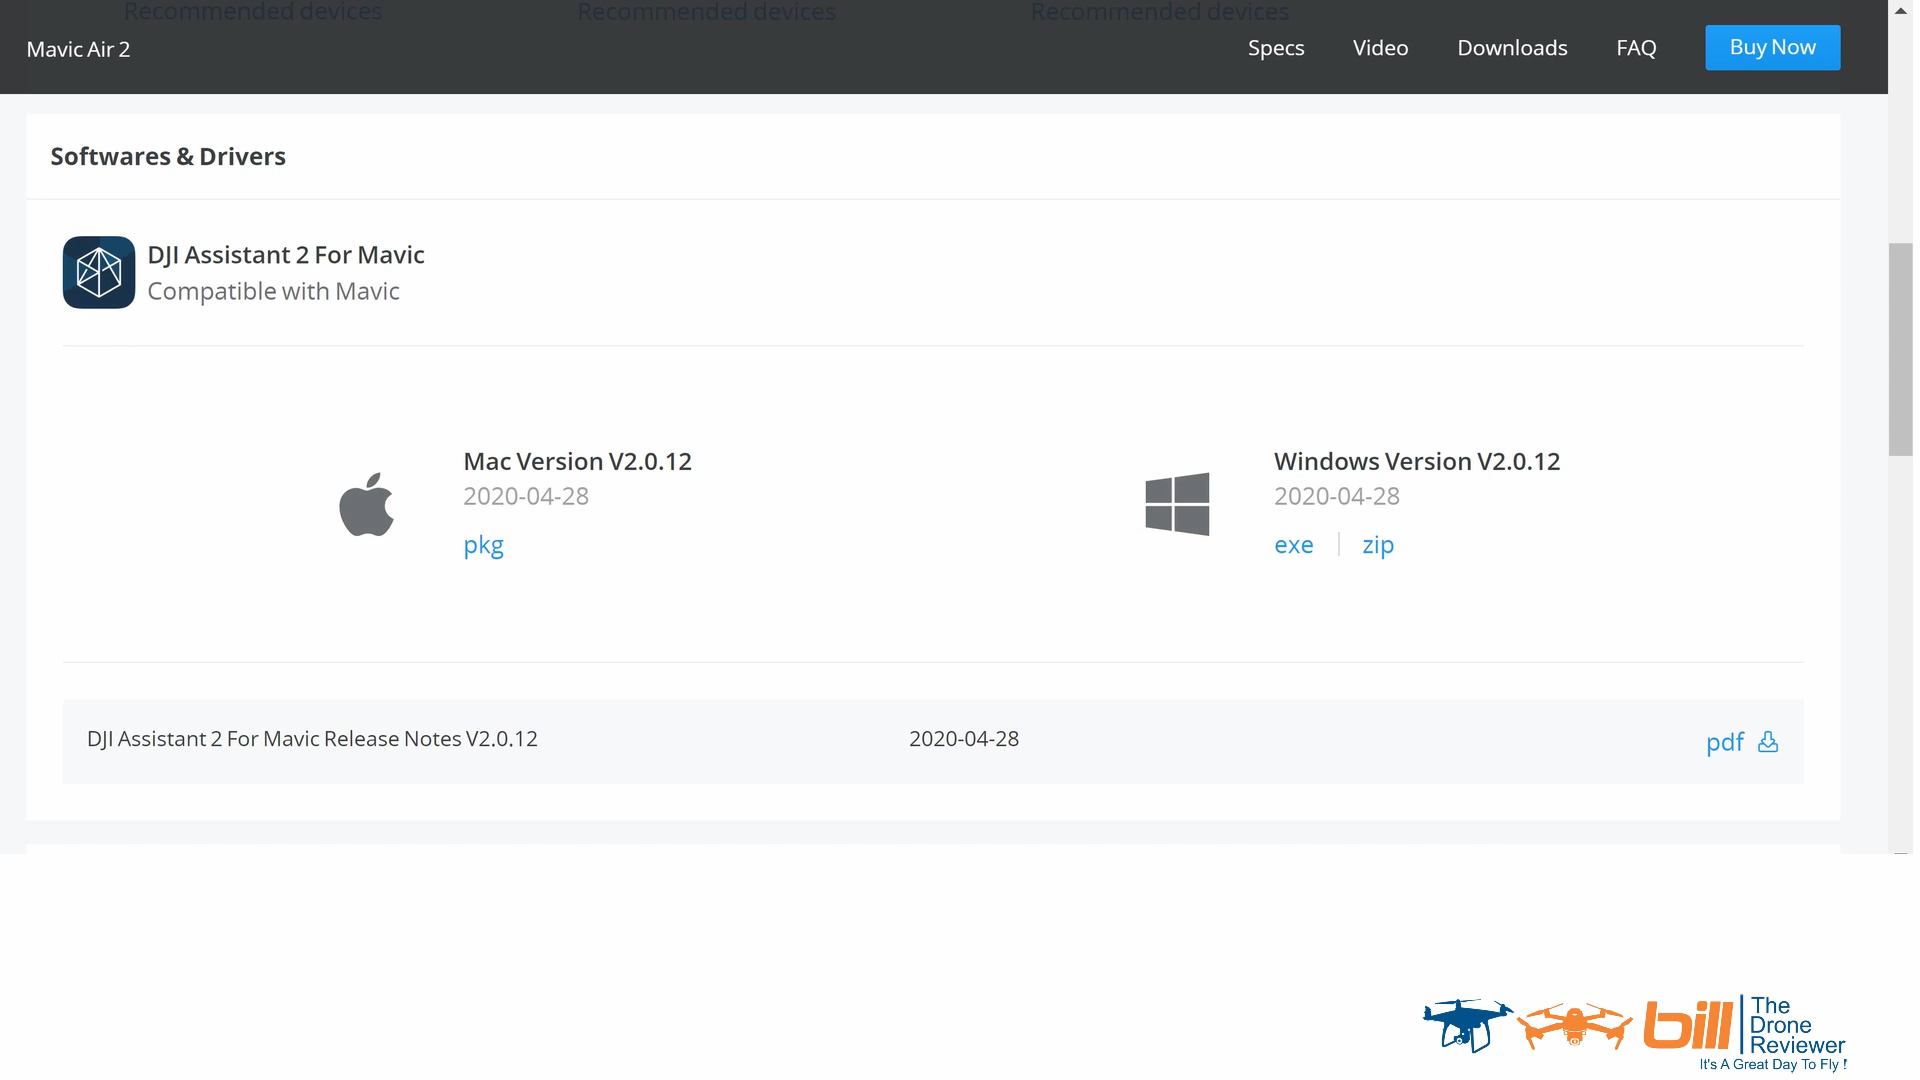 Recommended devices Recommended devices Recommended devices
Mavic Air 2 Specs Video Downloads FAQ Buy Now
Softwares & Drivers
DJI Assistant 2 For Mavic
Compatible with Mavic
Mac Version V2.0.12
2020-04-28
pkg
Windows Version V2.0.12
2020-04-28
exe | zip
DJI Assistant 2 For Mavic Release Notes V2.0.12 2020-04-28 pdf
bill
The
Drone
Reviewer
It's A Great Day To Fly !